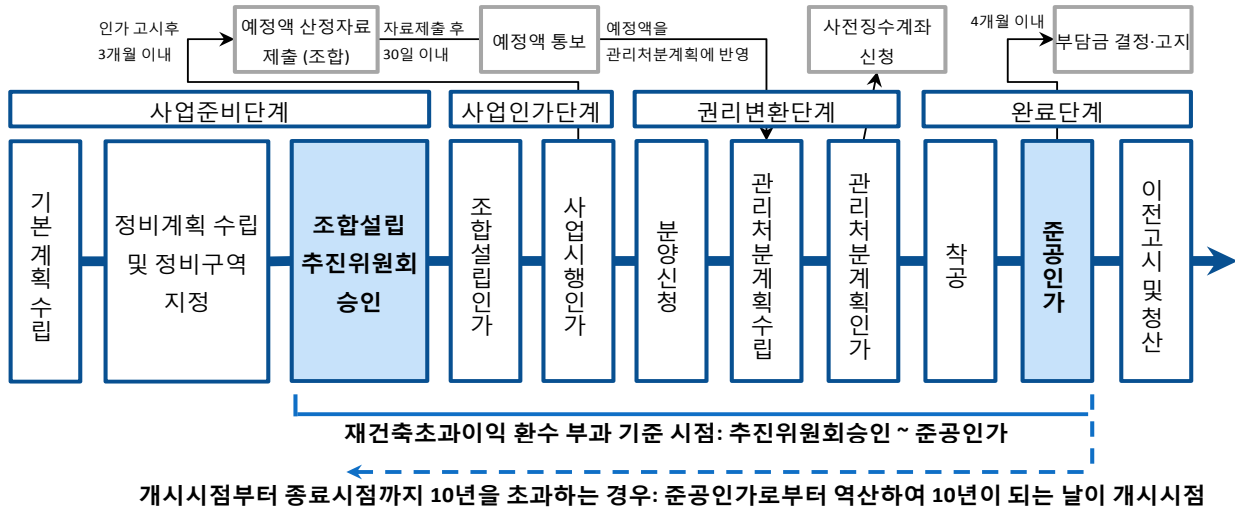 인가 고시후
3개월 이내
예정액 산정자료
제출 (조합)
자료제출 후
30일 이내
예정액 통보
예정액을
관리처분계획에 반영
사전징수계좌
신청
4개월 이내
부담금 결정·고지
사업준비단계
사업인가단계
권리변환단계
완료단계
기본계획수립
정비계획 수립
및 정비구역
지정
조합설립
추진위원회
승인
조합설립인가
사업시행인가
분양신청
관리처분계획수립
관리처분계획인가
착공
준공인가
이전고시 및 청산
재건축초과이익 환수 부과 기준 시점: 추진위원회승인 ~ 준공인가
개시시점부터 종료시점까지 10년을 초과하는 경우: 준공인가로부터 역산하여 10년이 되는 날이 개시시점